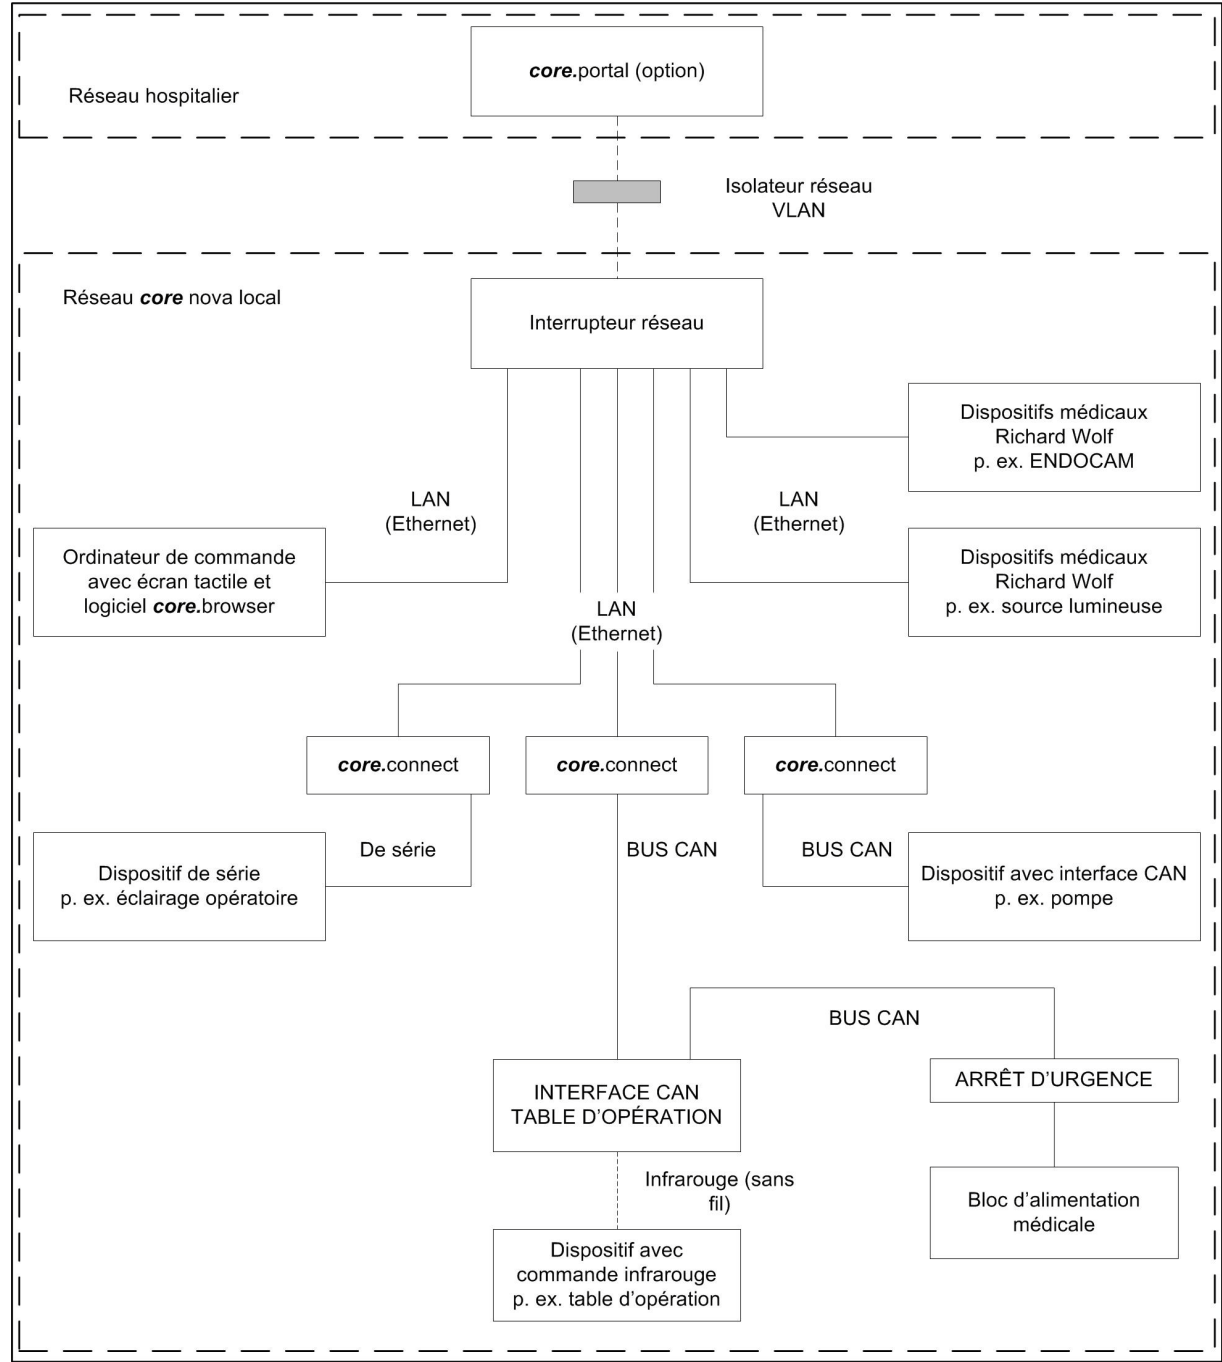 core.portal (option)
Réseau hospitalier
Isolateur réseau
VLAN
Réseau core nova local
Interrupteur réseau
Dispositifs médicaux
Richard Wolf
p. ex. ENDOCAM
LAN
(Ethernet)
LAN
(Ethernet)
Ordinateur de commande
avec écran tactile et
logiciel core.browser
Dispositifs médicaux
Richard Wolf
p. ex. source lumineuse
LAN
(Ethernet)
core.connect
core.connect
core.connect
De série
BUS CAN
BUS CAN
Dispositif de série
p. ex. éclairage opératoire
Dispositif avec interface CAN
p. ex. pompe
BUS CAN
INTERFACE CAN
TABLE D’OPÉRATION
ARRÊT D’URGENCE
Infrarouge (sans
fil)
Bloc d’alimentation
médicale
Dispositif avec
commande infrarouge
p. ex. table d’opération